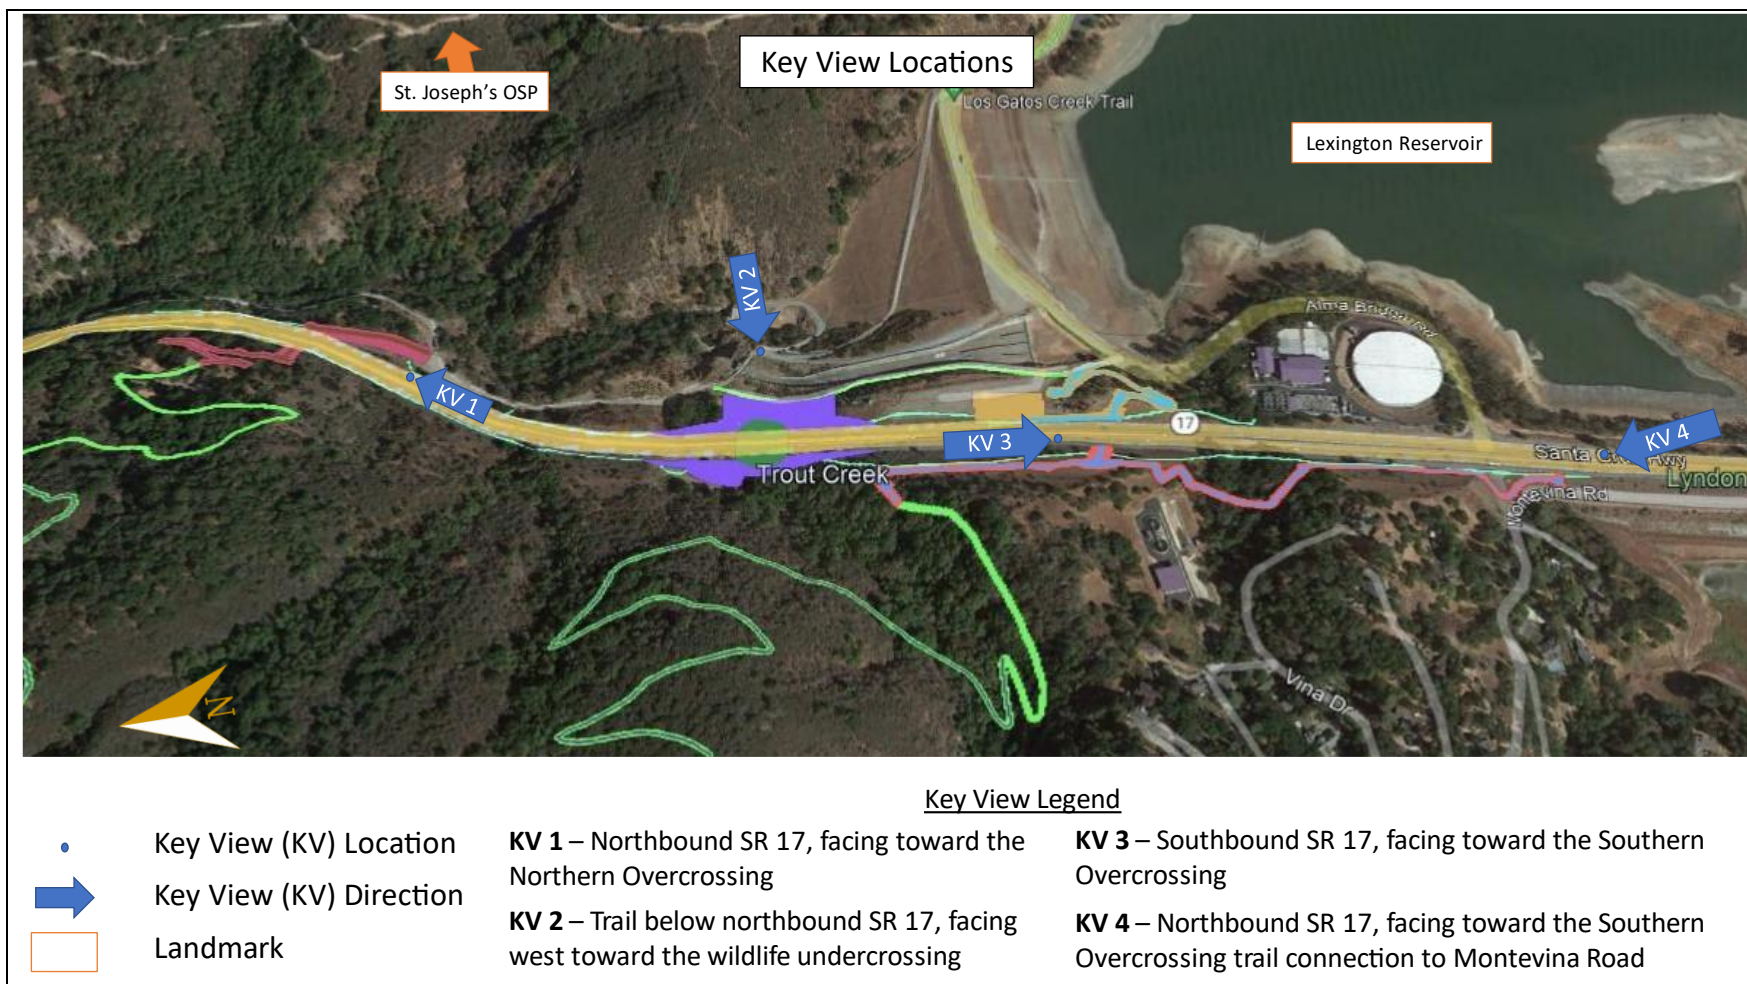 Key View Locations
St. Joseph's OSP
Los Gatos Creek Trail
Lexington Reservoir
KV 2
Alma Bridge Rd
KV 1
KV 3
17
KV 4
Trout Creek
Lyndon
Montevina Rd
Vina Dr
N
Key View Legend
Key View (KV) Location
Key View (KV) Direction
Landmark
KV 1 – Northbound SR 17, facing toward the
Northern Overcrossing
KV 2 – Trail below northbound SR 17, facing
west toward the wildlife undercrossing
KV 3 – Southbound SR 17, facing toward the Southern
Overcrossing
KV 4 – Northbound SR 17, facing toward the Southern
Overcrossing trail connection to Montevina Road